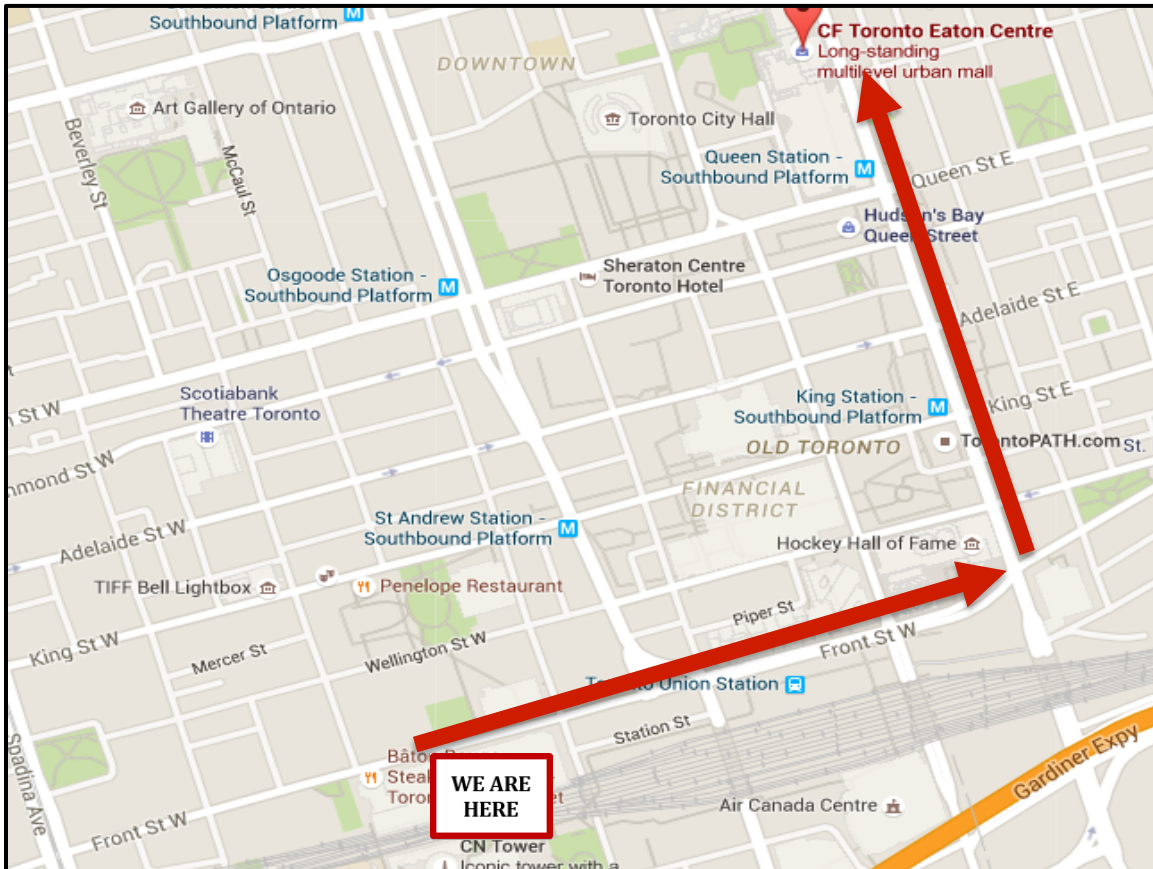 Southbound Platform
M
CF Toronto Eaton Centre
Long-standing
multilevel urban mall
DOWNTOWN
Art Gallery of Ontario
Toronto City Hall
Beverley St
McCaul St
Queen Station -
Southbound Platform
M
Queen St E
Hudson's Bay
Queen Street
Sheraton Centre
Toronto Hotel
Osgoode Station -
Southbound Platform
M
Adelaide St E
Scotiabank
Theatre Toronto
King Station -
Southbound Platform
M
King St E
n St W
TorontoPATH.com
St.
OLD TORONTO
hmond St W
FINANCIAL
DISTRICT
St Andrew Station -
Southbound Platform
M
Adelaide St W
Hockey Hall of Fame
TIFF Bell Lightbox
Penelope Restaurant
Piper St
King St W
Mercer St
Wellington St W
Front St W
Toronto Union Station
Station St
Spadina Ave
Steak
WE ARE
HERE
Front St W
Gardiner Expy
Air Canada Centre
CN Tower
Iconic tower with a